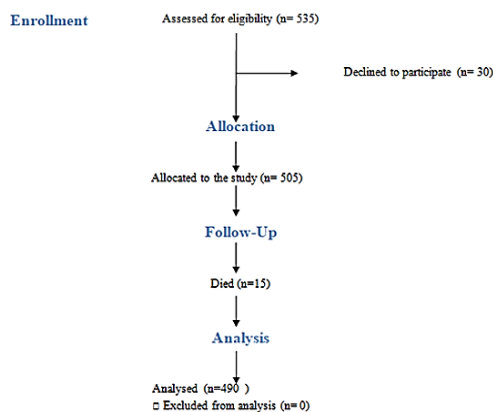 Enrollment
Assessed for eligibility (n= 535)
Declined to participate (n= 30)
Allocation
Allocated to the study (n= 505)
Follow-Up
Died (n=15)
Analysis
Analysed (n=490 )
□ Excluded from analysis (n= 0)